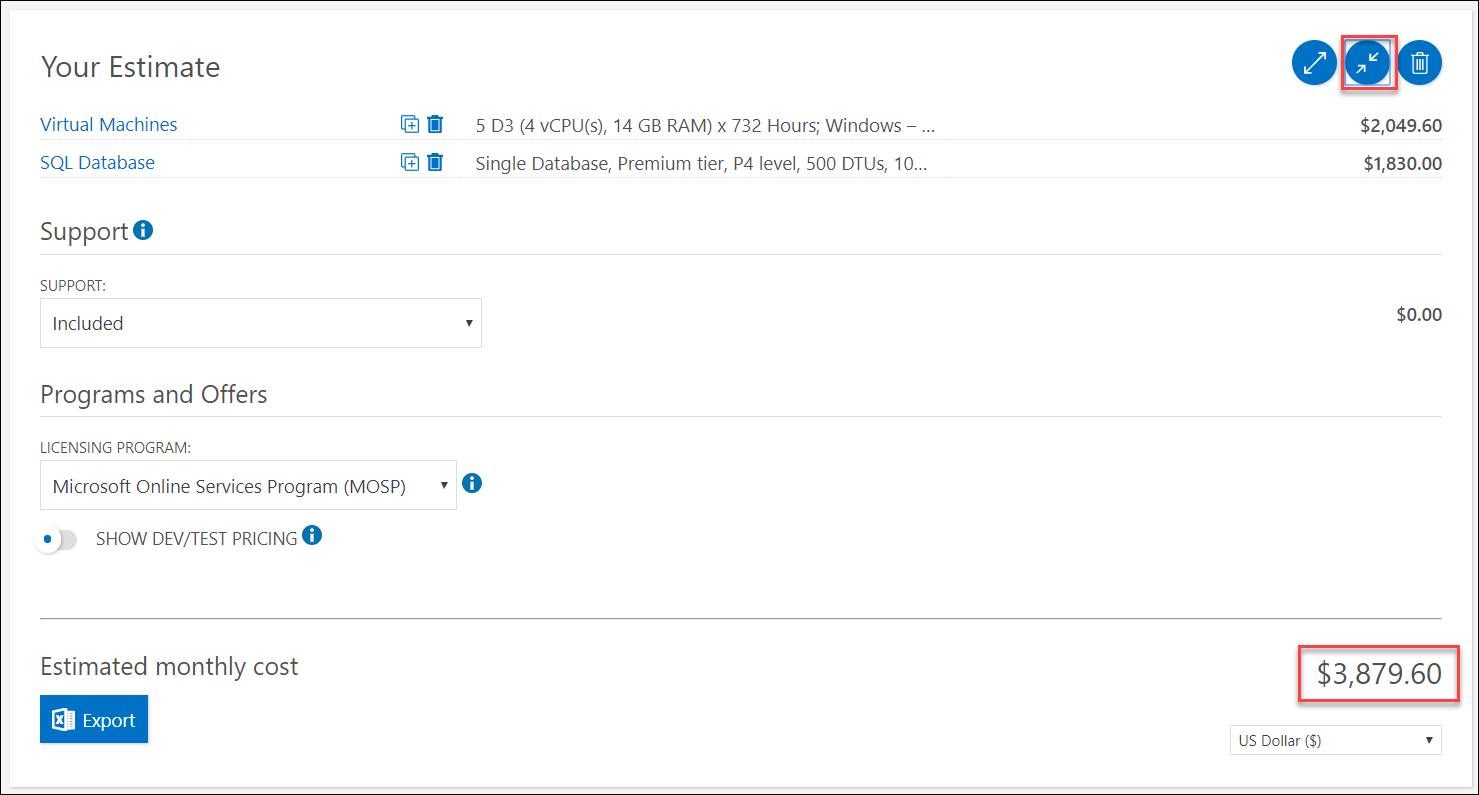 Your Estimate
Virtual Machines 5 D3 (4 vCPU(s), 14 GB RAM) x 732 Hours; Windows – ... $2,049.60
SQL Database Single Database, Premium tier, P4 level, 500 DTUs, 10... $1,830.00
Support
SUPPORT:
Included $0.00
Programs and Offers
LICENSING PROGRAM:
Microsoft Online Services Program (MOSP)
SHOW DEV/TEST PRICING
Estimated monthly cost $3,879.60
Export
US Dollar ($)